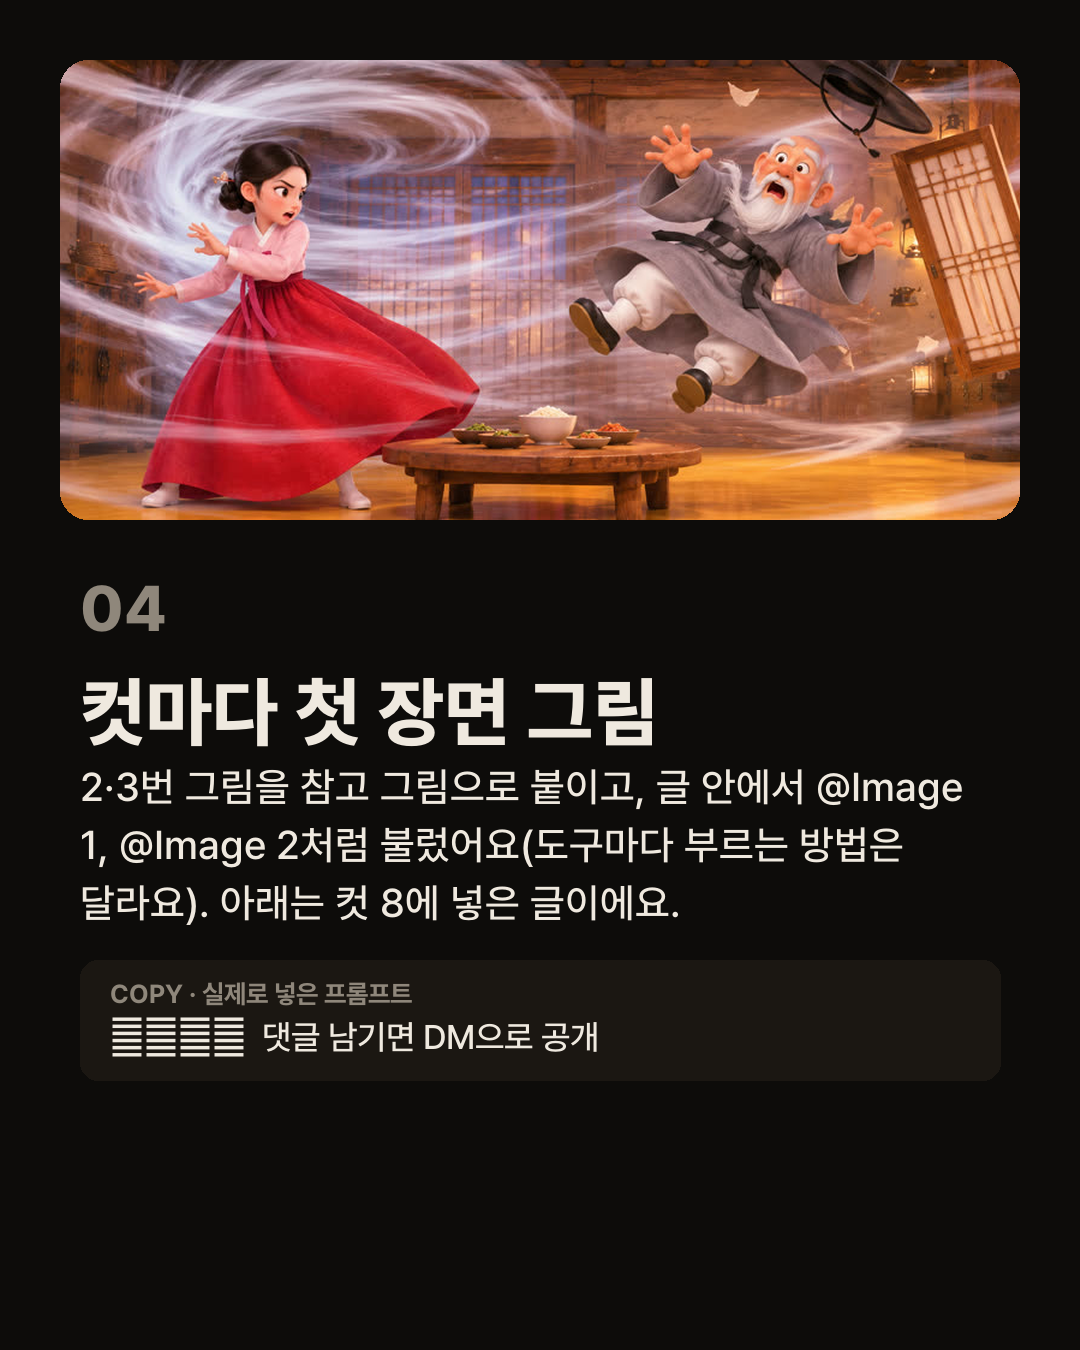 04
컷마다 첫 장면 그림
2·3번 그림을 참고 그림으로 붙이고, 글 안에서 @Image
1, @Image 2처럼 불렀어요(도구마다 부르는 방법은
달라요). 아래는 컷 8에 넣은 글이에요.
COPY · 실제로 넣은 프롬프트
䷀䷀䷀䷀ 댓글 남기면 DM으로 공개